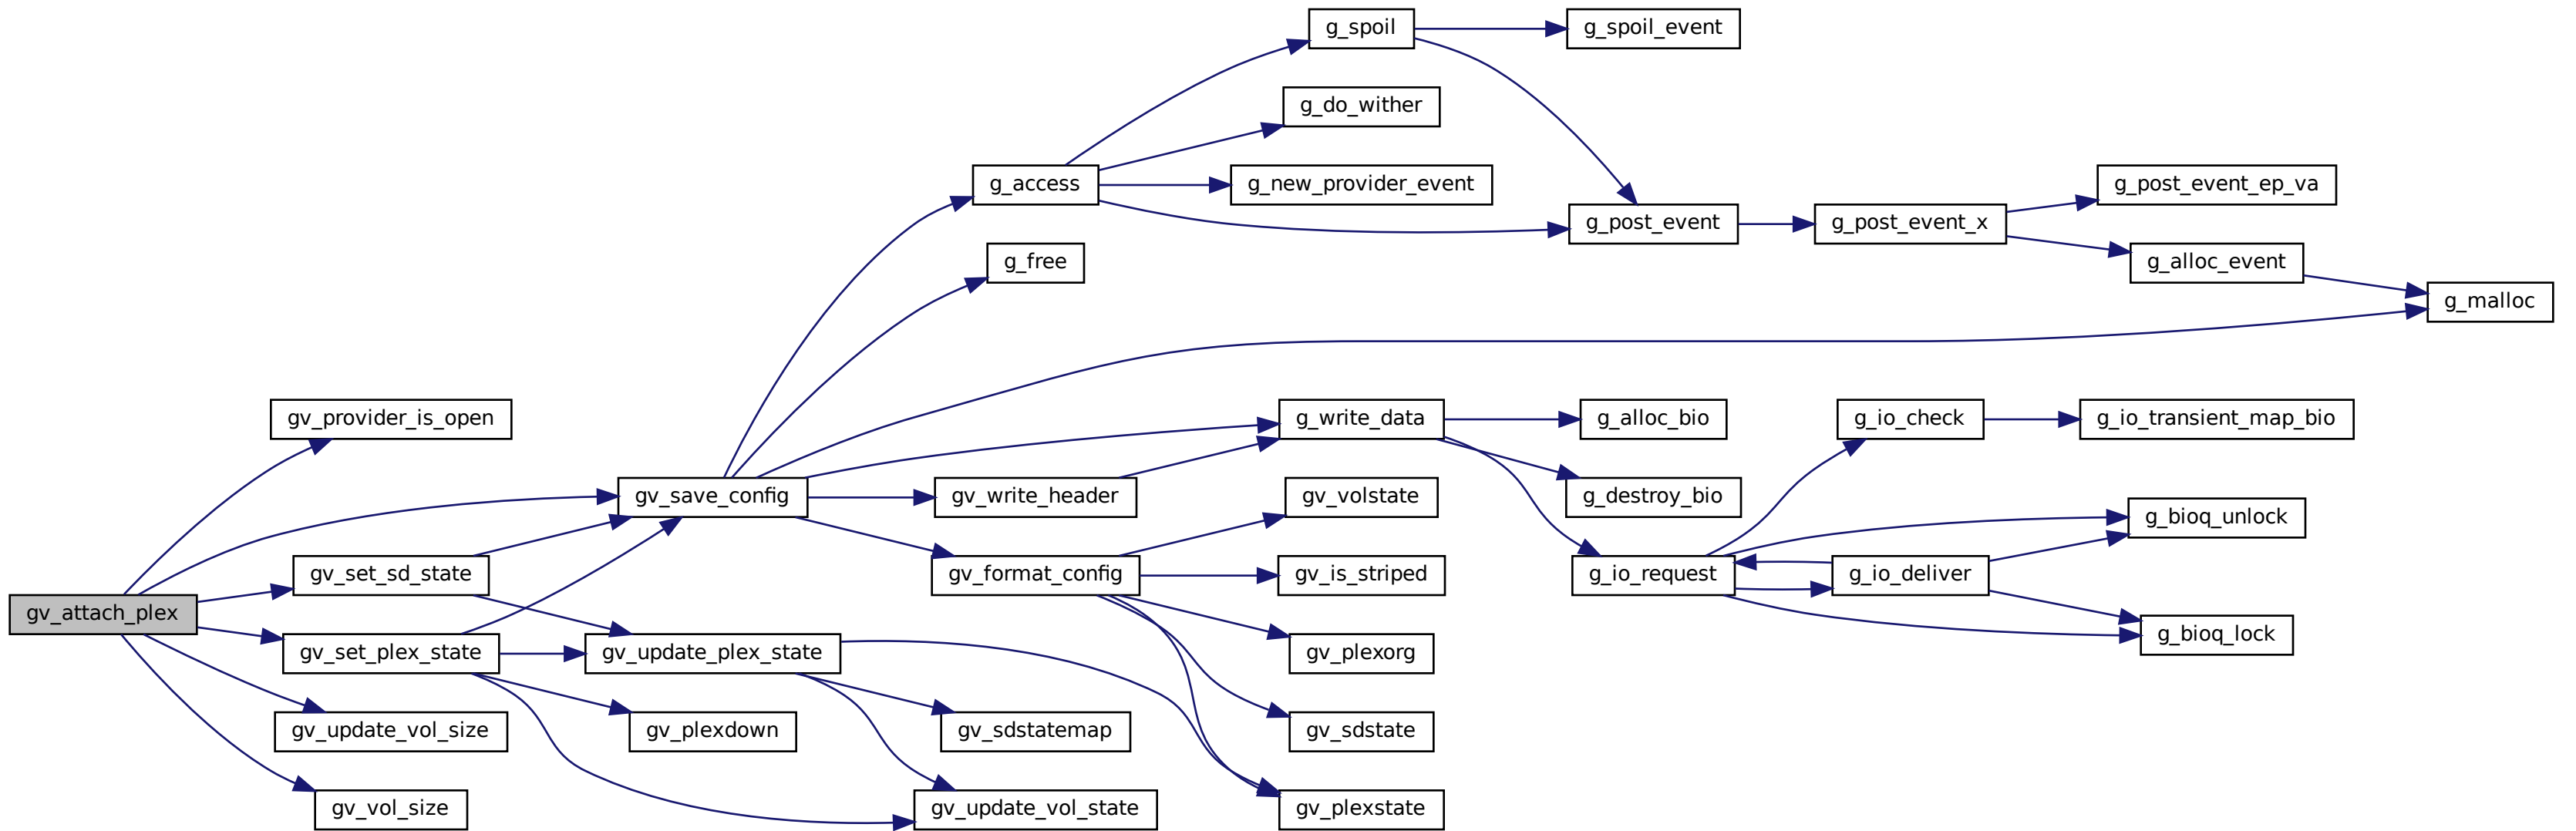 g_spoil
g_spoil_event
g_do_wither
g_access
g_new_provider_event
g_post_event_ep_va
g_post_event
g_post_event_x
g_free
g_alloc_event
g_malloc
gv_provider_is_open
g_write_data
g_alloc_bio
g_io_check
g_io_transient_map_bio
gv_save_config
gv_write_header
gv_volstate
g_destroy_bio
g_bioq_unlock
gv_set_sd_state
gv_format_config
gv_is_striped
g_io_request
g_io_deliver
gv_attach_plex
g_bioq_lock
gv_set_plex_state
gv_update_plex_state
gv_plexorg
gv_update_vol_size
gv_plexdown
gv_sdstatemap
gv_sdstate
gv_vol_size
gv_update_vol_state
gv_plexstate